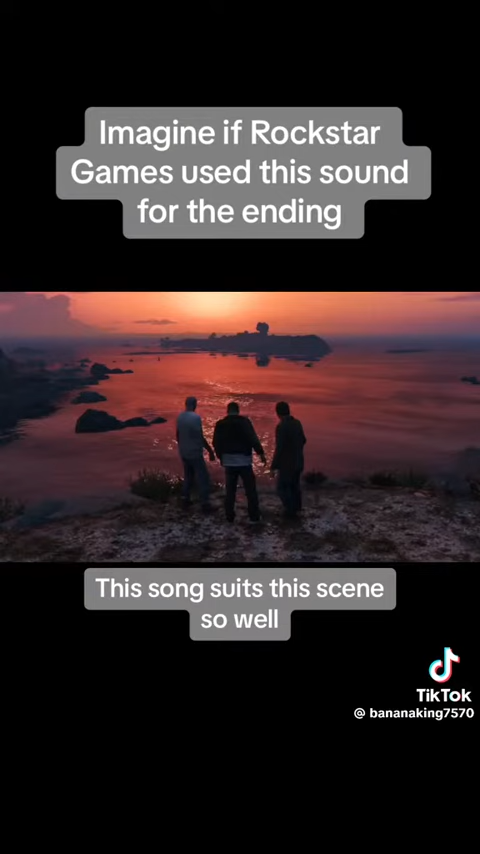 Imagine if Rockstar
Games used this sound
for the ending
This song suits this scene
so well
TikTok
@ bananaking7570